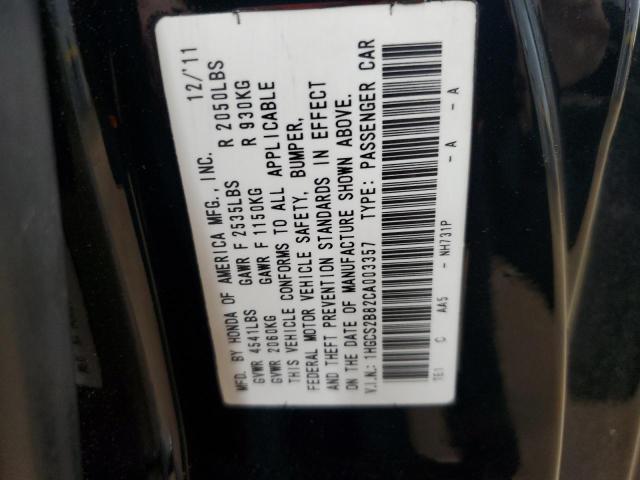 MFD. BY HONDA OF AMERICA MFG., INC. 12/'11
GVWR 4541LBS GAWR F 2535LBS R 2050LBS
GVWR 2060KG GAWR F 1150KG R 930KG
THIS VEHICLE CONFORMS TO ALL APPLICABLE
FEDERAL MOTOR VEHICLE SAFETY, BUMPER,
AND THEFT PREVENTION STANDARDS IN EFFECT
ON THE DATE OF MANUFACTURE SHOWN ABOVE.
V.I.N.: 1HGCS2B82CA003357 TYPE: PASSENGER CAR
TE1 C AA5 - NH731P - A - A